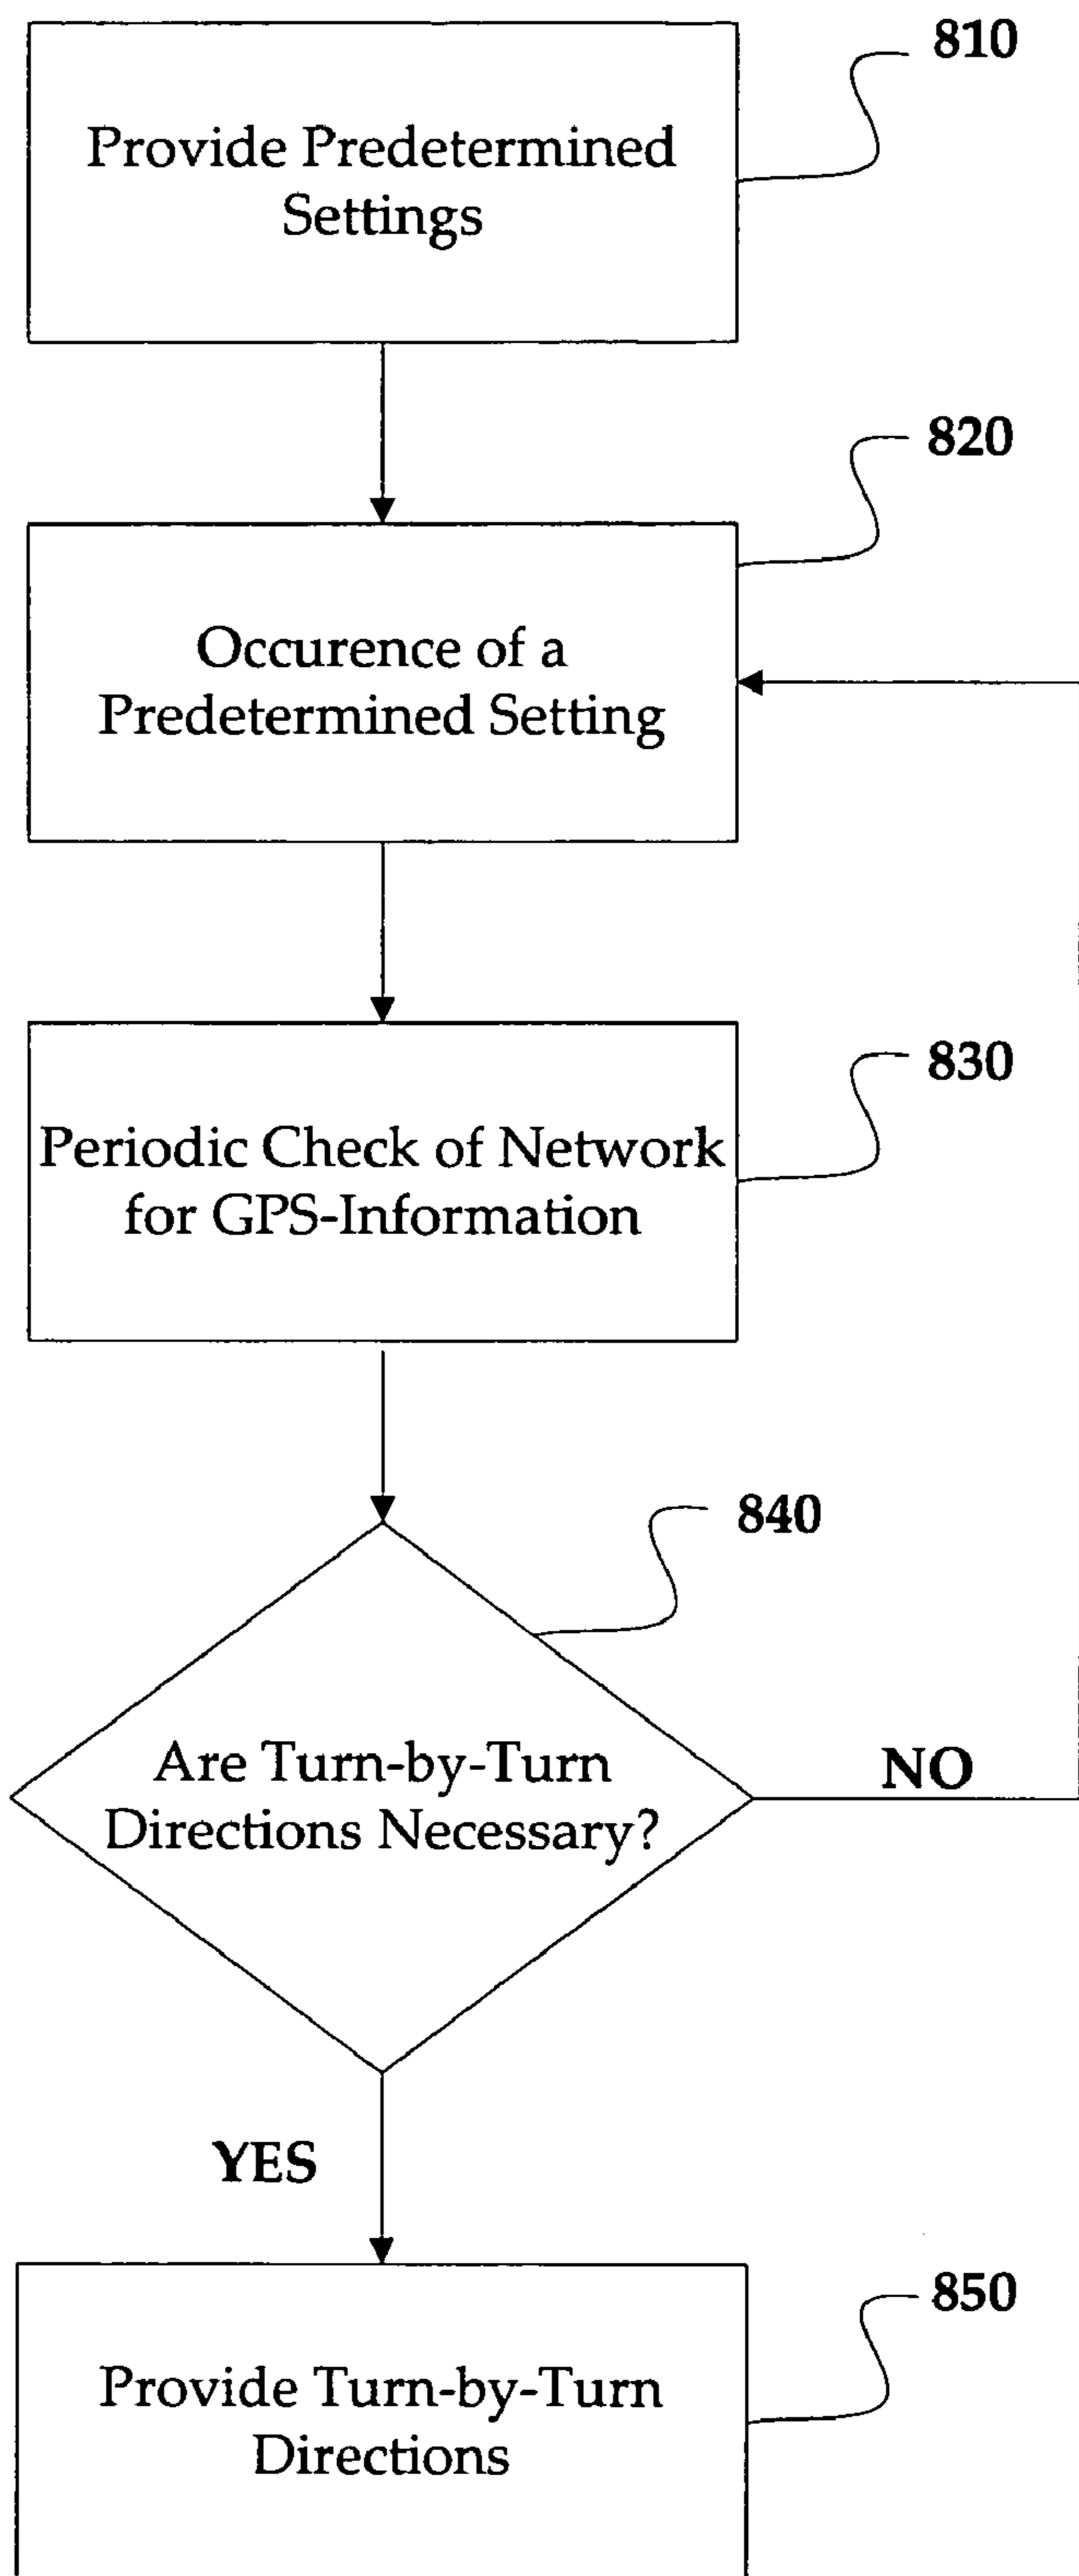 810
Provide Predetermined
Settings
820
Occurence of a
Predetermined Setting
830
Periodic Check of Network
for GPS-Information
840
Are Turn-by-Turn
Directions Necessary?
NO
YES
850
Provide Turn-by-Turn
Directions